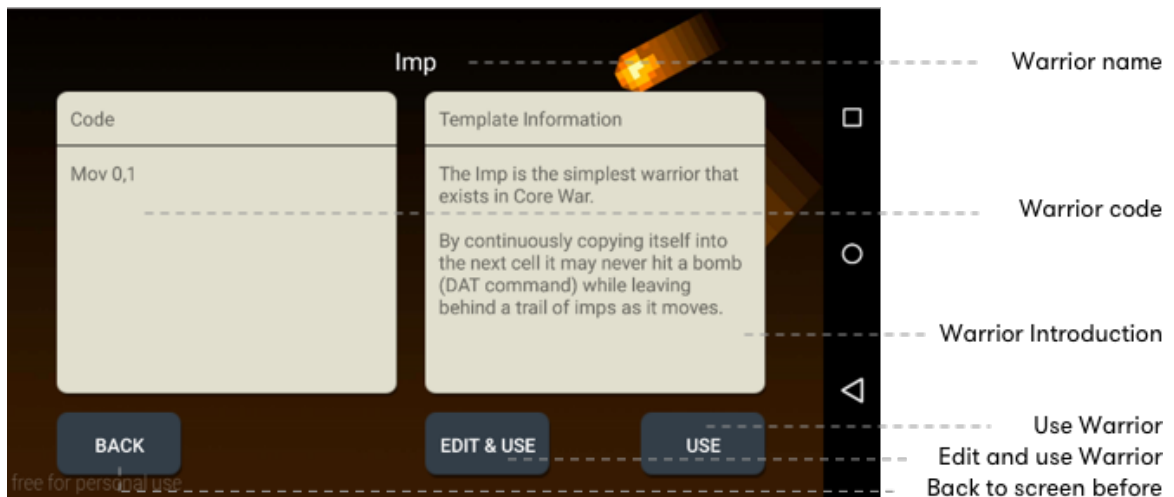 Imp
Warrior name
Code
Mov 0,1
Template Information
The Imp is the simplest warrior that
exists in Core War.
By continuously copying itself into
the next cell it may never hit a bomb
(DAT command) while leaving
behind a trail of imps as it moves.
Warrior code
Warrior Introduction
BACK
EDIT & USE
USE
Use Warrior
Edit and use Warrior
Back to screen before
free for personal use